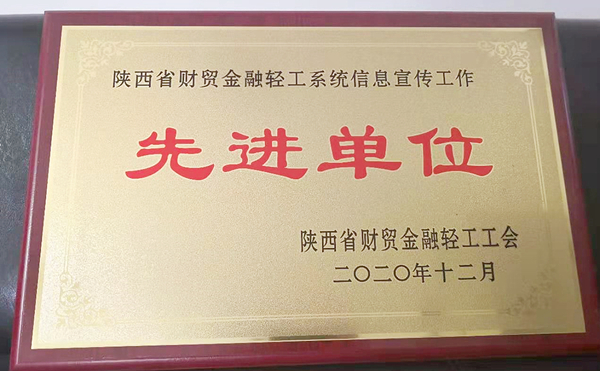 陕西省财贸金融轻工系统信息宣传工作
先进单位
陕西省财贸金融轻工工会
二〇二〇年十二月